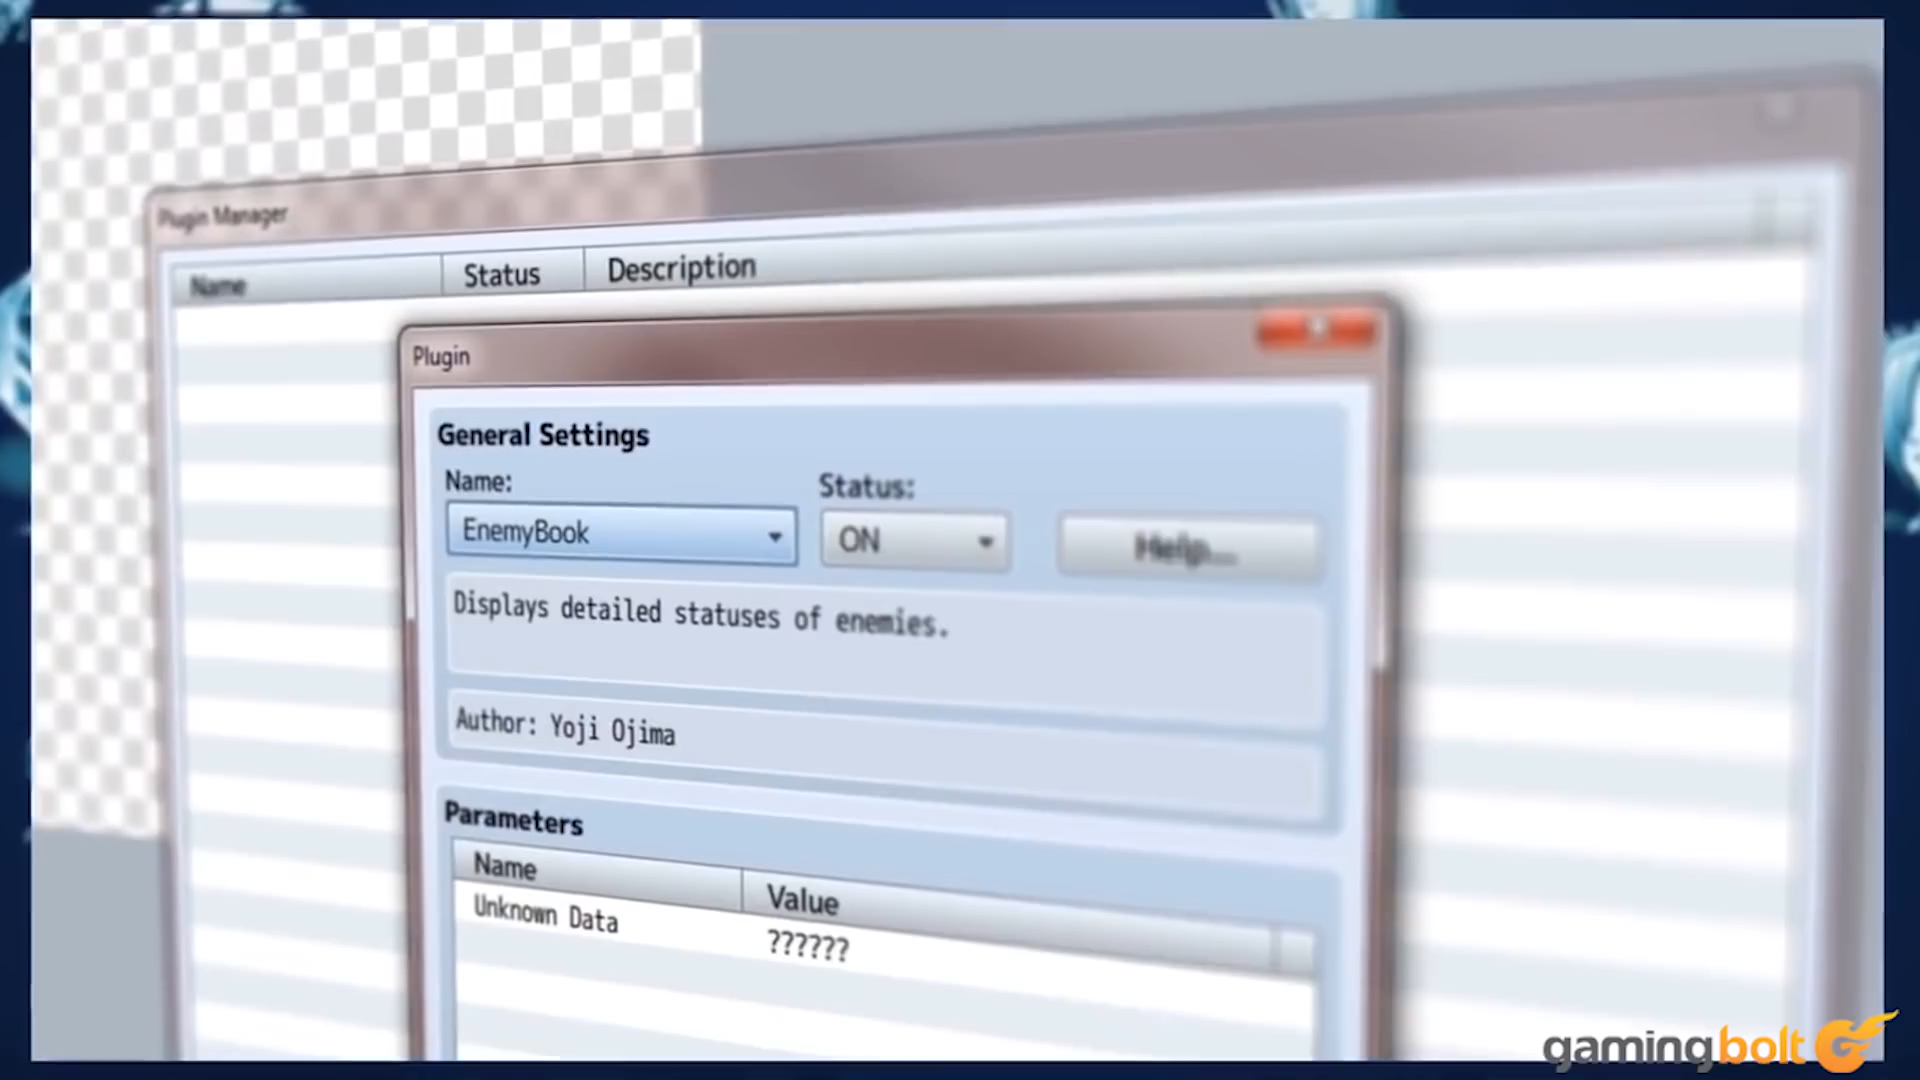 Plugin Manager
Name Status Description
Plugin
General Settings
Name: Status:
EnemyBook ON Help...
Displays detailed statuses of enemies.
Author: Yoji Ojima
Parameters
Name Value
Unknown Data ??????
gamingbolt